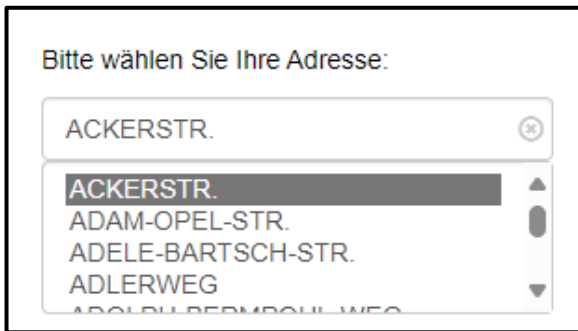 Bitte wählen Sie Ihre Adresse:
ACKERSTR.
ACKERSTR.
ADAM-OPEL-STR.
ADELE-BARTSCH-STR.
ADLERWEG